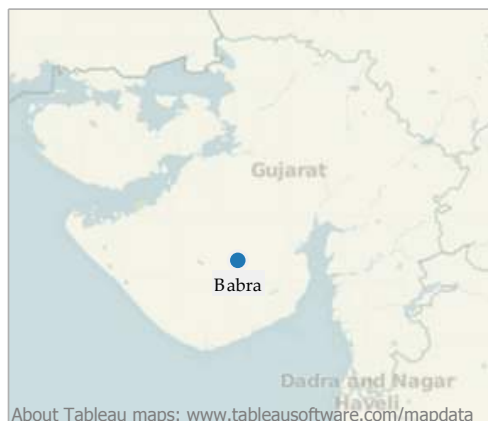 Gujarat
Babra
Dadra and Nagar
Haveli
About Tableau maps: www.tableausoftware.com/mapdata